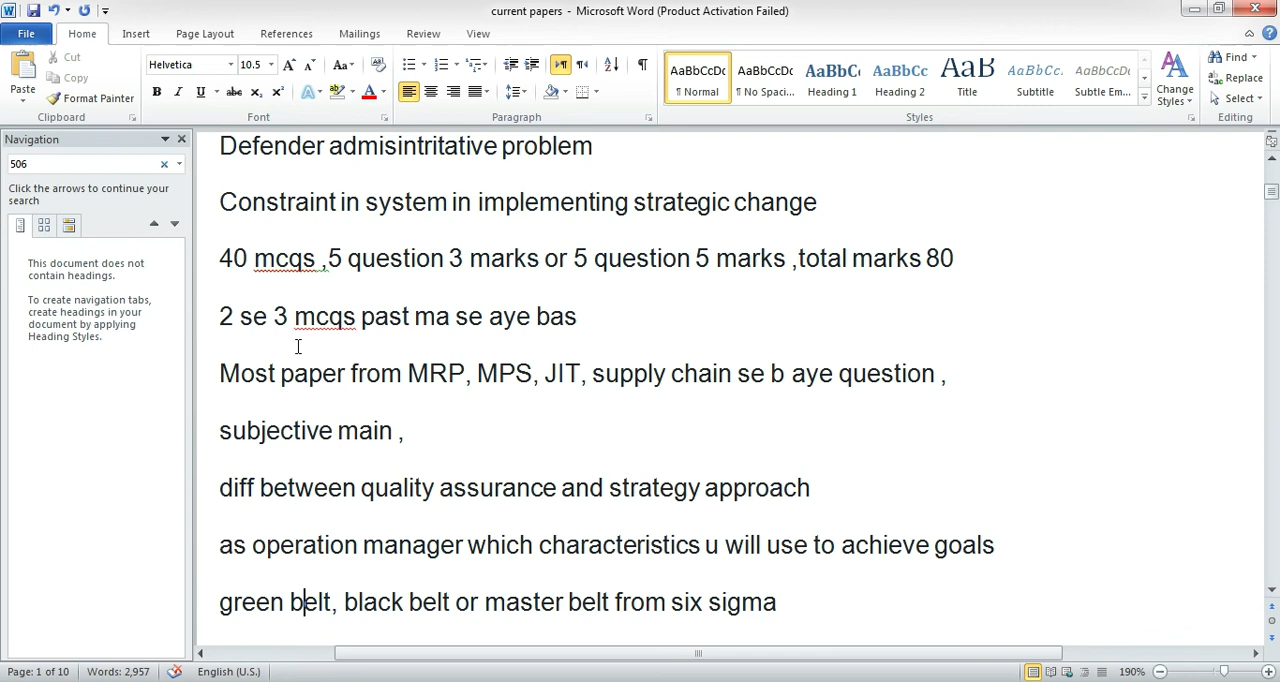 current papers - Microsoft Word (Product Activation Failed)
File Home Insert Page Layout References Mailings Review View
Cut
Copy
Format Painter
Paste
Clipboard
Helvetica 10.5
Font
Paragraph
AaBbCcDc AaBbCcDc AaBbC AaBbCc AaB AaBbCc. AaBbCcDc
¶ Normal ¶ No Spaci... Heading 1 Heading 2 Title Subtitle Subtle Em...
Styles
Change Styles
Find
Replace
Select
Editing
Navigation
506
Click the arrows to continue your
search
This document does not
contain headings.
To create navigation tabs,
create headings in your
document by applying
Heading Styles.
Defender admisintritative problem
Constraint in system in implementing strategic change
40 mcqs ,5 question 3 marks or 5 question 5 marks ,total marks 80
2 se 3 mcqs past ma se aye bas
Most paper from MRP, MPS, JIT, supply chain se b aye question ,
subjective main ,
diff between quality assurance and strategy approach
as operation manager which characteristics u will use to achieve goals
green belt, black belt or master belt from six sigma
Page: 1 of 10 Words: 2,957 English (U.S.) 190%